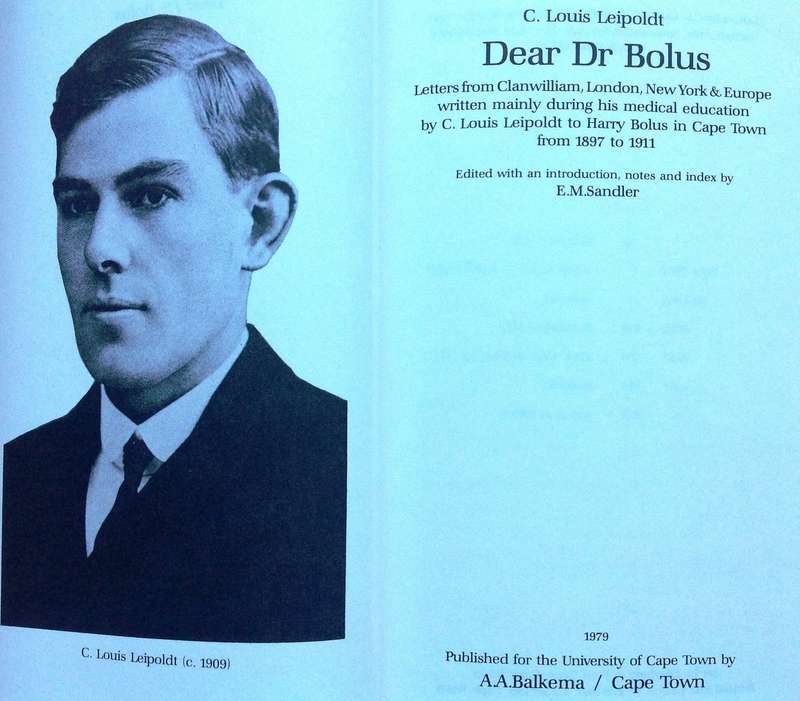 C. Louis Leipoldt (c. 1909)
C. Louis Leipoldt
Dear Dr Bolus
Letters from Clanwilliam, London, New York & Europe
written mainly during his medical education
by C. Louis Leipoldt to Harry Bolus in Cape Town
from 1897 to 1911
Edited with an introduction, notes and index by
E.M.Sandler
1979
Published for the University of Cape Town by
A.A.Balkema / Cape Town